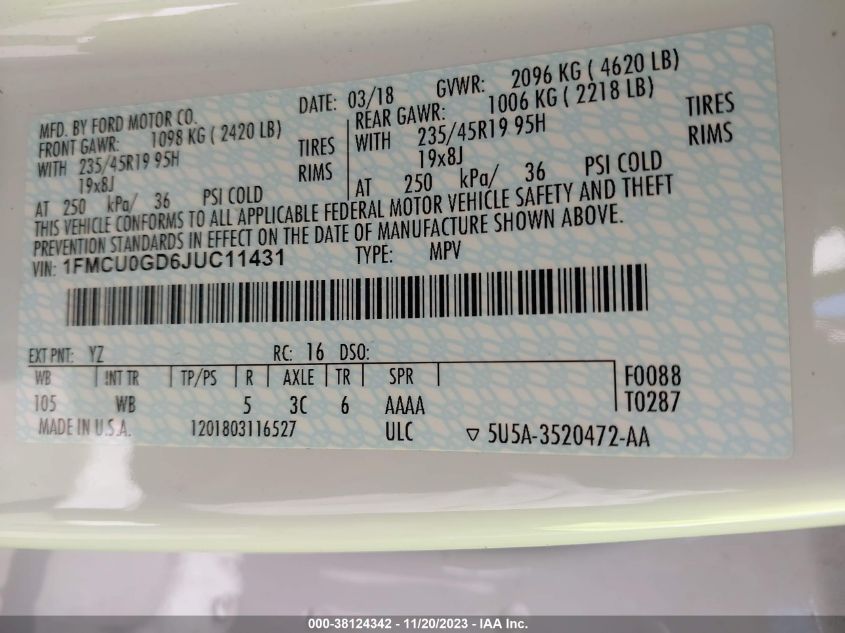 MFD. BY FORD MOTOR CO.
DATE: 03/18
GVWR: 2096 KG ( 4620 LB)
FRONT GAWR: 1098 KG ( 2420 LB)
WITH 235/45R19 95H TIRES
19x8J RIMS
AT 250 kPa/ 36 PSI COLD
REAR GAWR: 1006 KG ( 2218 LB)
WITH 235/45R19 95H TIRES
19x8J RIMS
AT 250 kPa/ 36 PSI COLD
THIS VEHICLE CONFORMS TO ALL APPLICABLE FEDERAL MOTOR VEHICLE SAFETY AND THEFT
PREVENTION STANDARDS IN EFFECT ON THE DATE OF MANUFACTURE SHOWN ABOVE.
VIN: 1FMCU0GD6JUC11431 TYPE: MPV
EXT PNT: YZ RC: 16 DSO:
WB INT TR TP/PS R AXLE TR SPR F0088
105 WB 5 3C 6 AAAA T0287
MADE IN U.S.A. 1201803116527 ULC ▽ 5U5A-3520472-AA
000-38124342 - 11/20/2023 - IAA Inc.